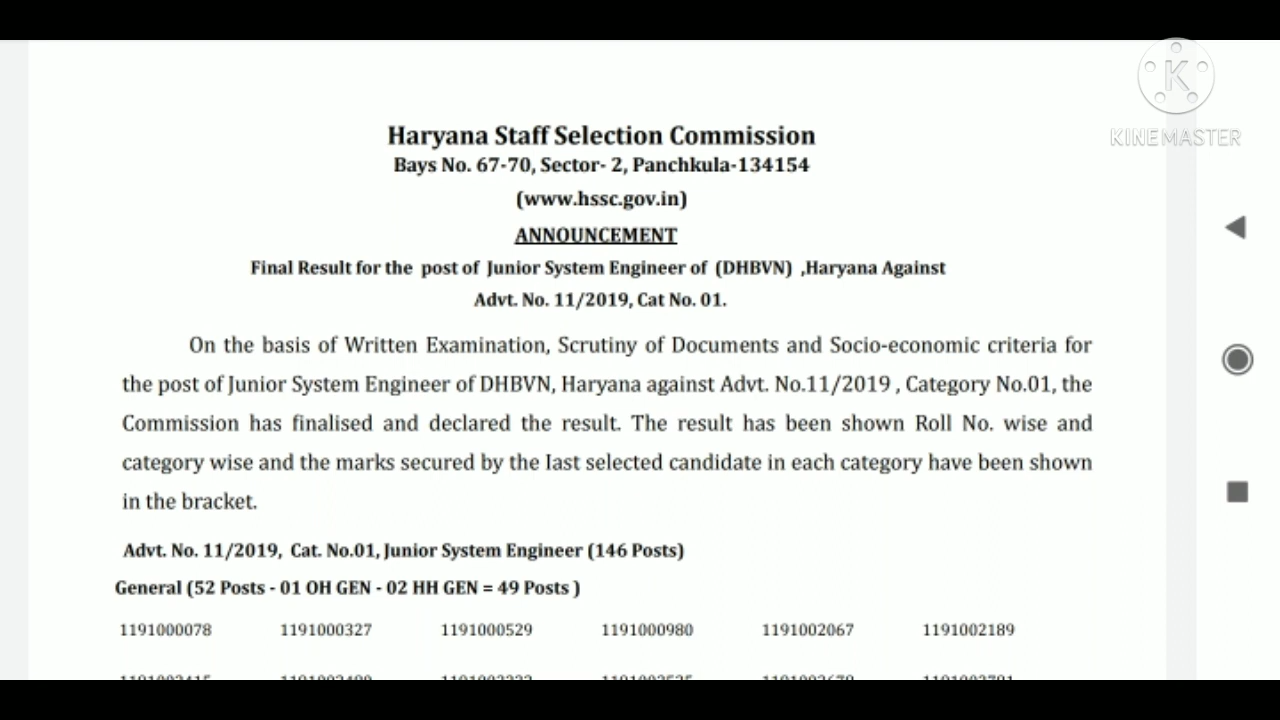 K
KINEMASTER
Haryana Staff Selection Commission
Bays No. 67-70, Sector- 2, Panchkula-134154
(www.hssc.gov.in)
ANNOUNCEMENT
Final Result for the post of Junior System Engineer of (DHBVN) ,Haryana Against
Advt. No. 11/2019, Cat No. 01.
On the basis of Written Examination, Scrutiny of Documents and Socio-economic criteria for
the post of Junior System Engineer of DHBVN, Haryana against Advt. No.11/2019 , Category No.01, the
Commission has finalised and declared the result. The result has been shown Roll No. wise and
category wise and the marks secured by the last selected candidate in each category have been shown
in the bracket.
Advt. No. 11/2019, Cat. No.01, Junior System Engineer (146 Posts)
General (52 Posts - 01 OH GEN - 02 HH GEN = 49 Posts )
1191000078 1191000327 1191000529 1191000980 1191002067 1191002189